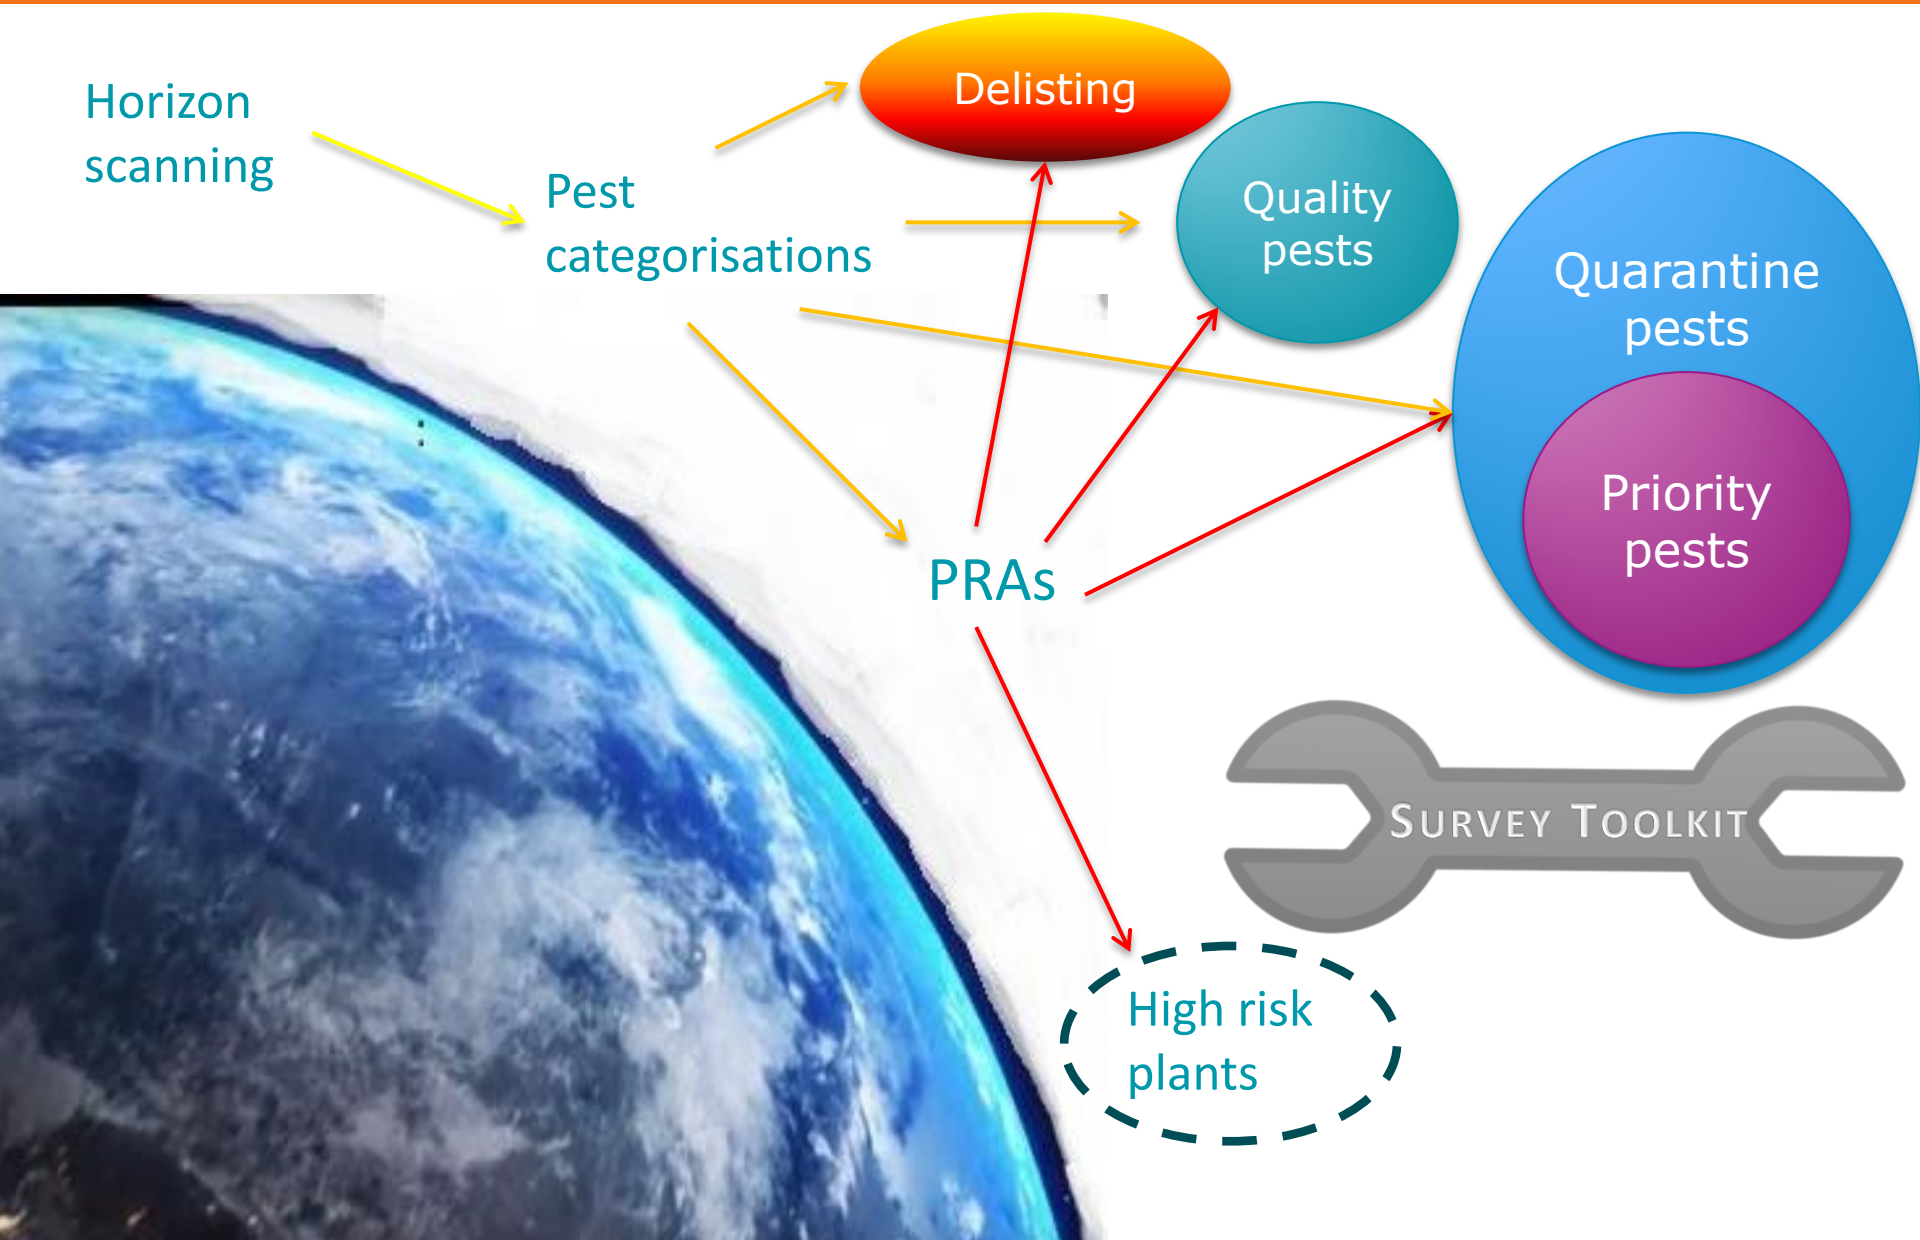 Horizon
scanning
Pest
categorisations
Delisting
Quality
pests
Quarantine
pests
Priority
pests
PRAs
SURVEY TOOLKIT
High risk
plants